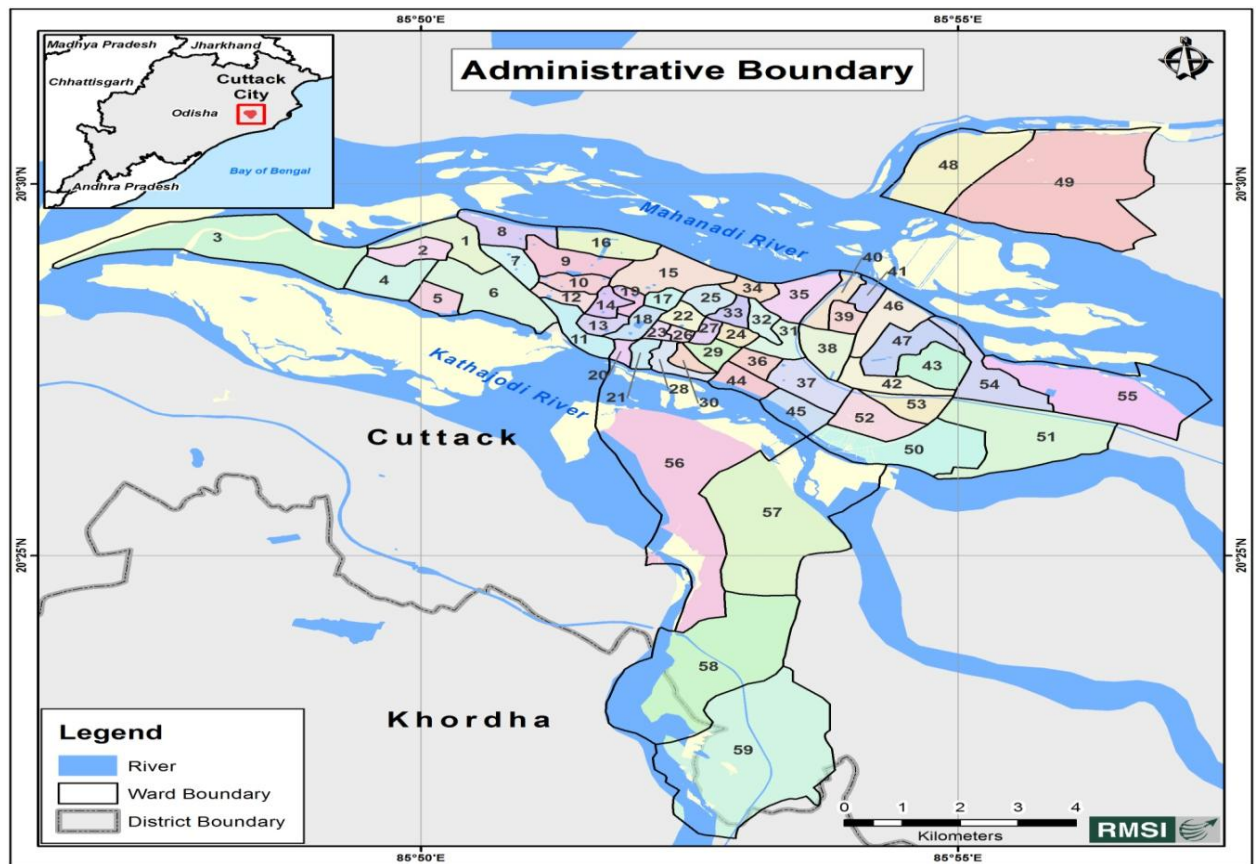 85°50'E
85°55'E
Madhya Pradesh
Jharkhand
Chhattisgarh
Cuttack
City
Odisha
Bay of Bengal
Andhra Pradesh
Administrative Boundary
20°30'N
20°30'N
48
49
Mahanadi River
3
2
1
8
16
7
9
4
5
6
10
12
15
19
14
17
13
18
11
25
34
35
40
41
22
33
32
39
46
23
26
27
24
31
38
47
43
29
36
42
54
55
20
21
28
30
44
37
45
52
53
50
51
Kathajodi River
Cuttack
56
57
20°25'N
20°25'N
58
Khordha
59
Legend
River
Ward Boundary
District Boundary
0 1 2 3 4
Kilometers
RMSI
85°50'E
85°55'E